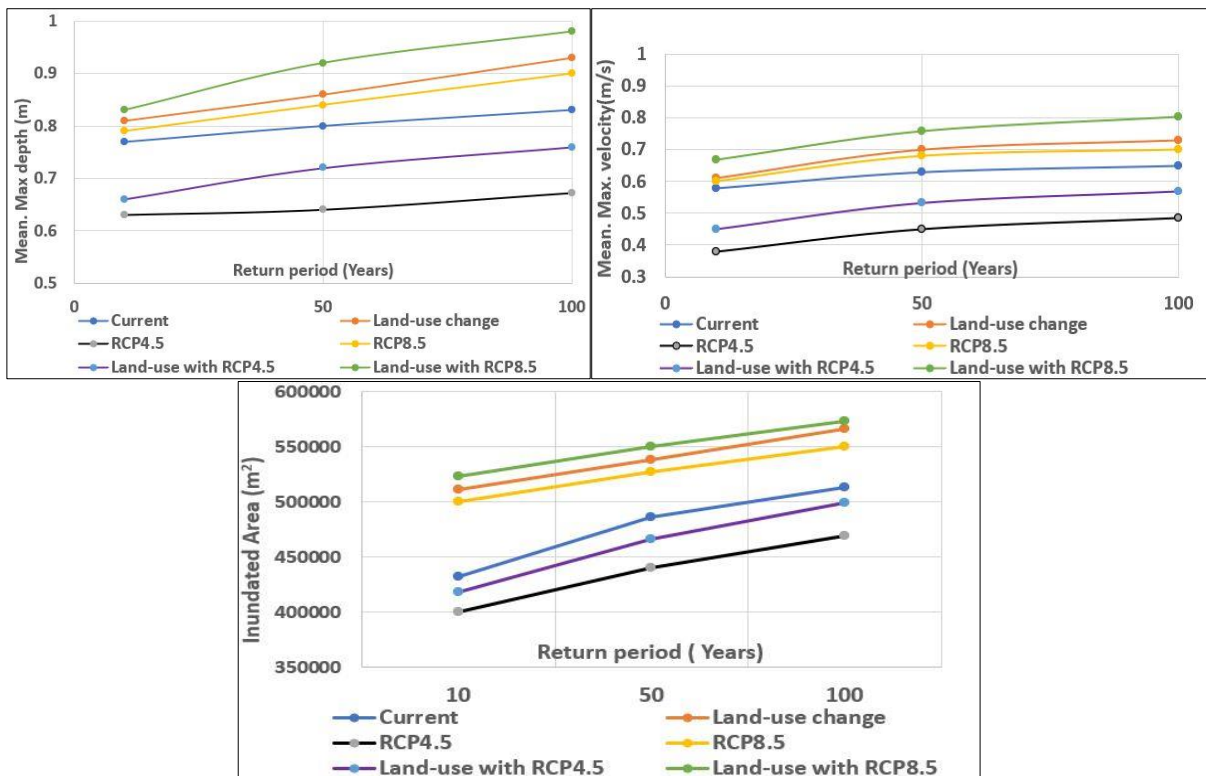 Mean. Max depth (m)
1
0.9
0.8
0.7
0.6
0.5
Return period (Years)
0 50 100
Current Land-use change
RCP4.5 RCP8.5
Land-use with RCP4.5 Land-use with RCP8.5
Mean. Max. velocity(m/s)
1
0.9
0.8
0.7
0.6
0.5
0.4
0.3
Return period (Years)
0 50 100
Current Land-use change
RCP4.5 RCP8.5
Land-use with RCP4.5 Land-use with RCP8.5
Inundated Area (m²)
600000
550000
500000
450000
400000
350000
Return period ( Years)
10 50 100
Current Land-use change
RCP4.5 RCP8.5
Land-use with RCP4.5 Land-use with RCP8.5